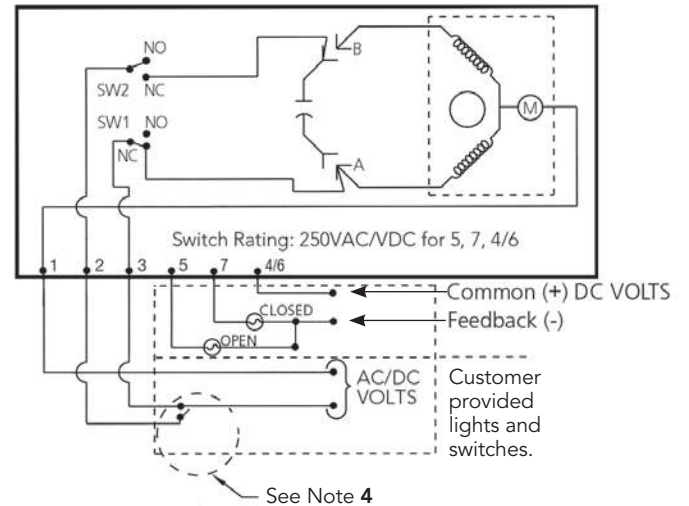 NO
B
SW2 NC
SW1 NO
NC
M
A
Switch Rating: 250VAC/VDC for 5, 7, 4/6
1 2 3 5 7 4/6
Common (+) DC VOLTS
CLOSED
Feedback (-)
OPEN
AC/DC
VOLTS
Customer
provided
lights and
switches.
See Note 4